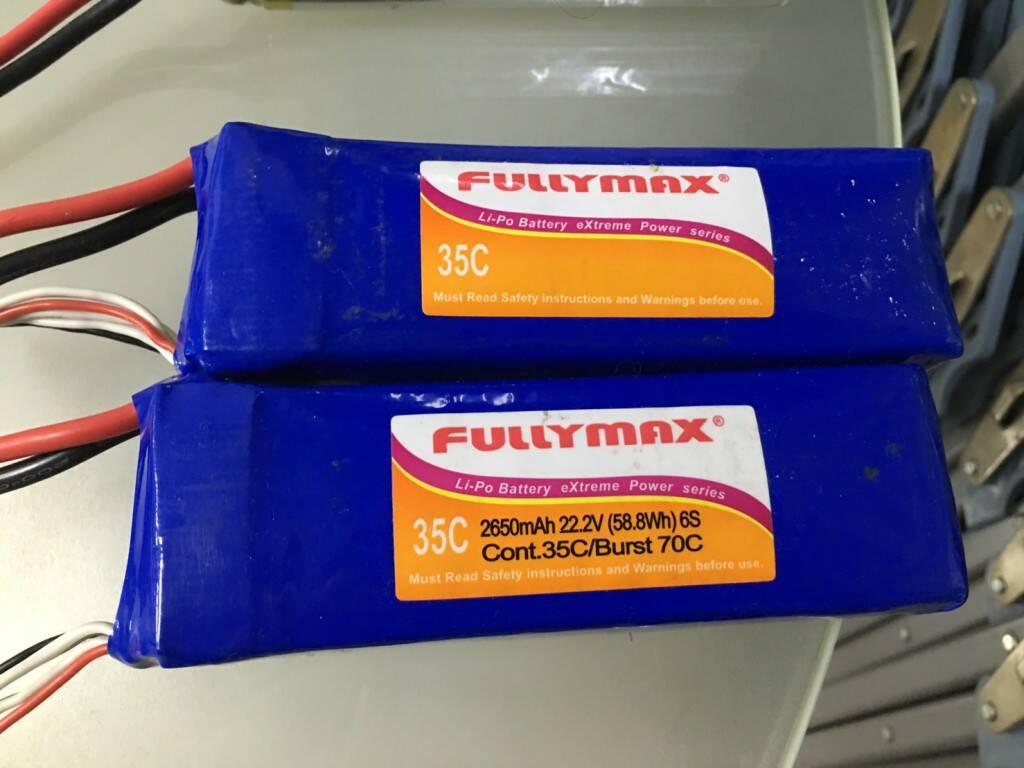 FULLYMAX®
Li-Po Battery eXtreme Power series
35C
Must Read Safety instructions and Warnings before use.
FULLYMAX®
Li-Po Battery eXtreme Power series
35C 2650mAh 22.2V (58.8Wh) 6S
Cont.35C/Burst 70C
Must Read Safety instructions and Warnings before use.